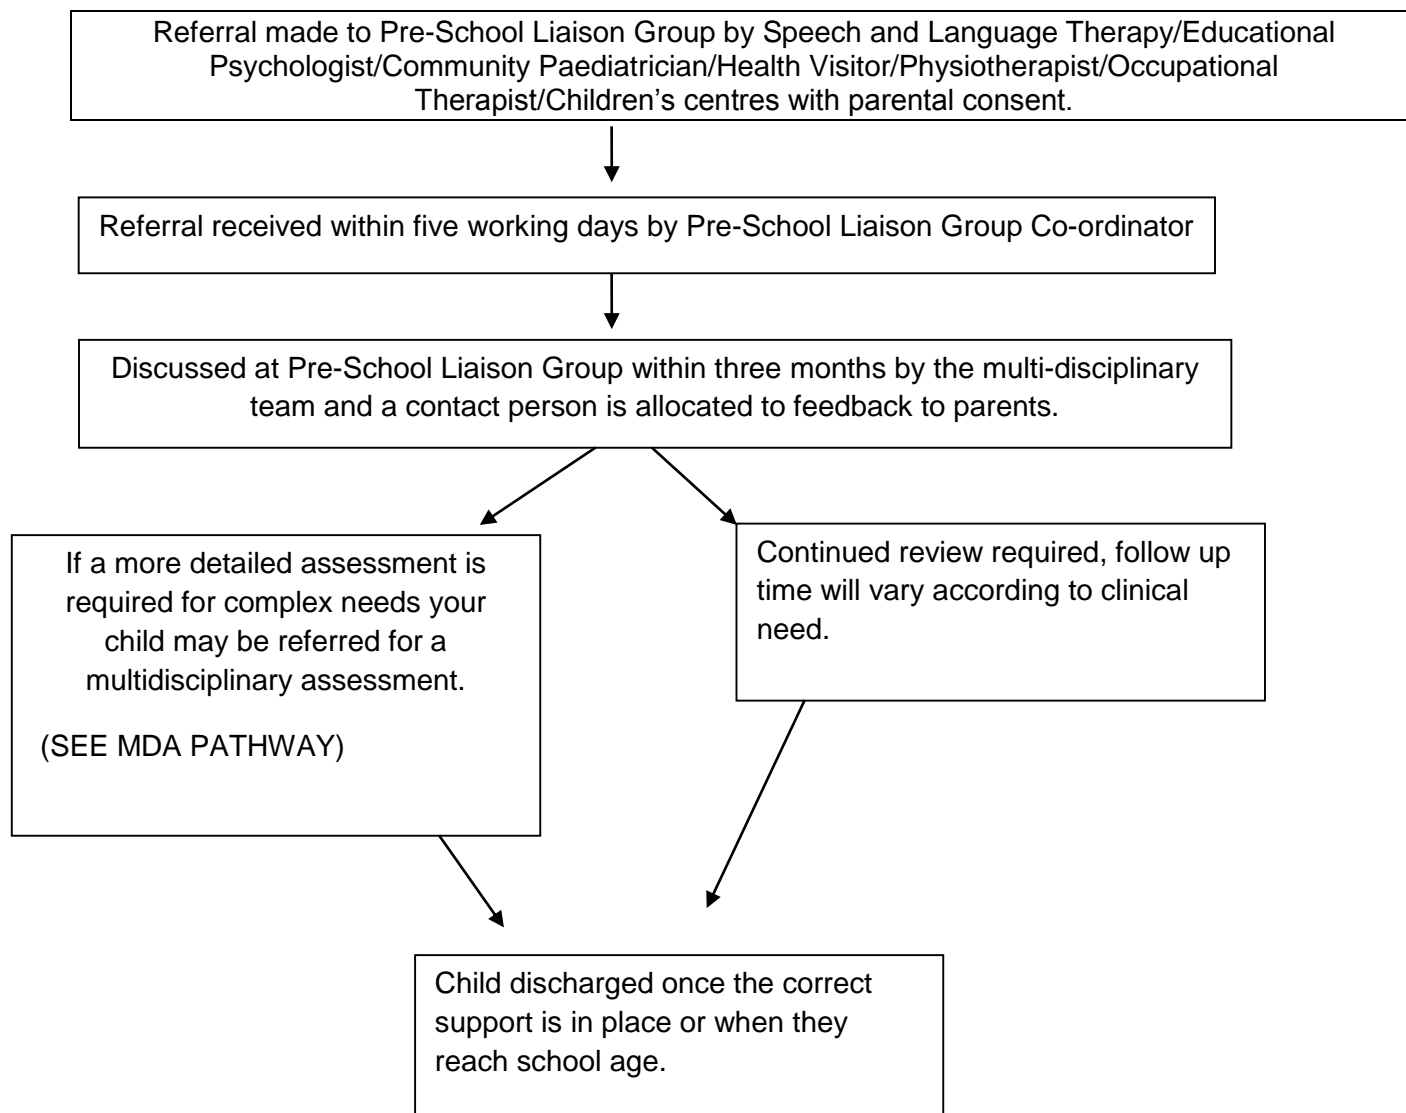 Referral made to Pre-School Liaison Group by Speech and Language Therapy/Educational
Psychologist/Community Paediatrician/Health Visitor/Physiotherapist/Occupational
Therapist/Children’s centres with parental consent.
Referral received within five working days by Pre-School Liaison Group Co-ordinator
Discussed at Pre-School Liaison Group within three months by the multi-disciplinary
team and a contact person is allocated to feedback to parents.
If a more detailed assessment is
required for complex needs your
child may be referred for a
multidisciplinary assessment.
(SEE MDA PATHWAY)
Continued review required, follow up
time will vary according to clinical
need.
Child discharged once the correct
support is in place or when they
reach school age.